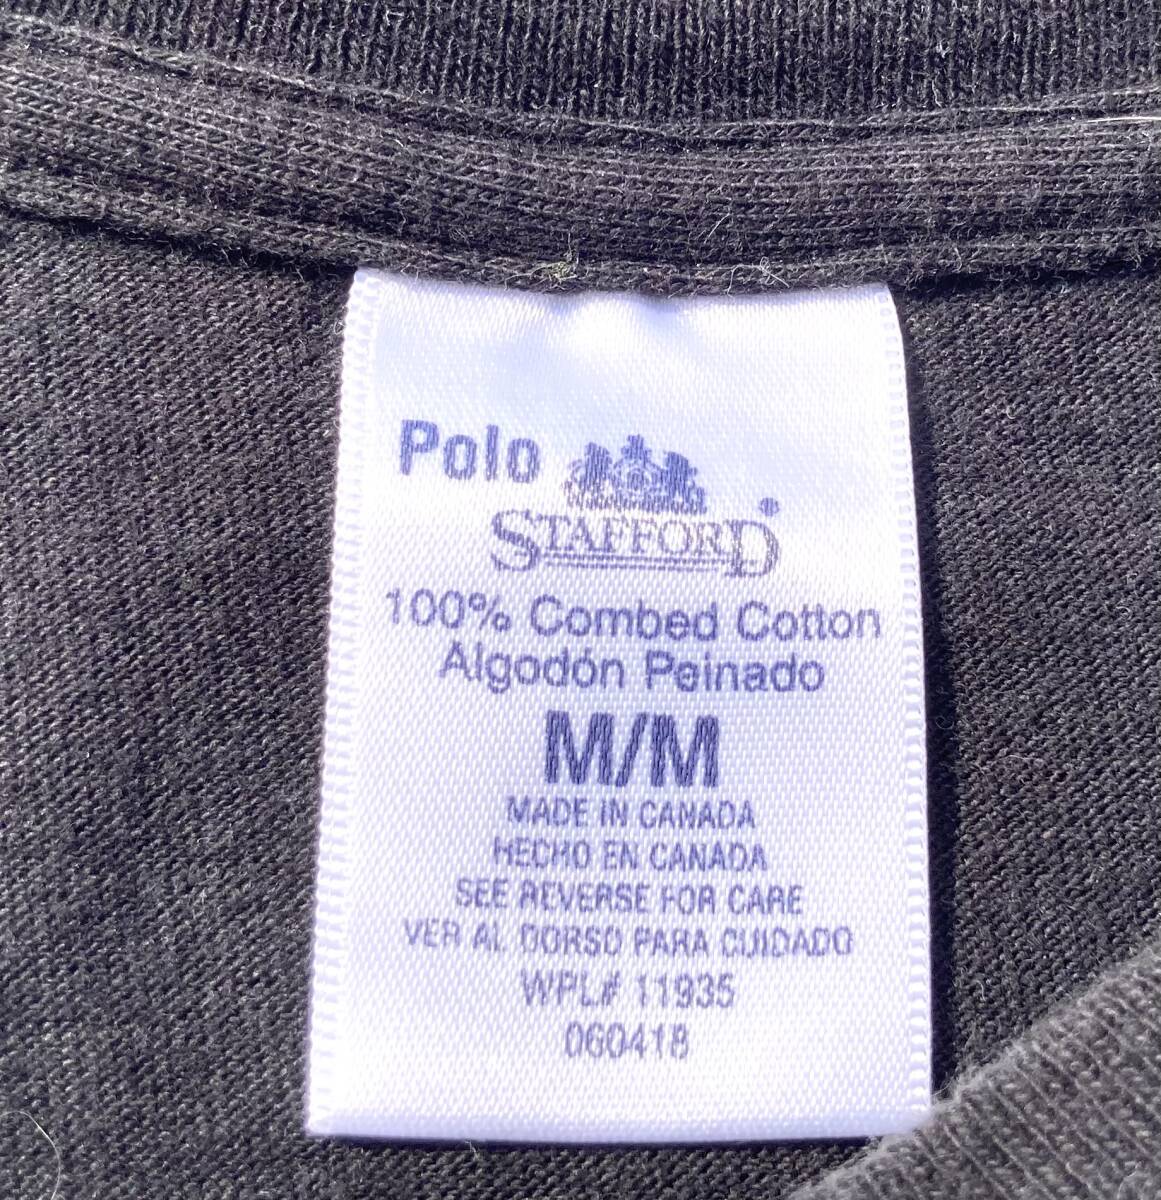 Polo
STAFFORD®
100% Combed Cotton
Algodón Peinado
M/M
MADE IN CANADA
HECHO EN CANADA
SEE REVERSE FOR CARE
VER AL DORSO PARA CUIDADO
WPL# 11935
060418